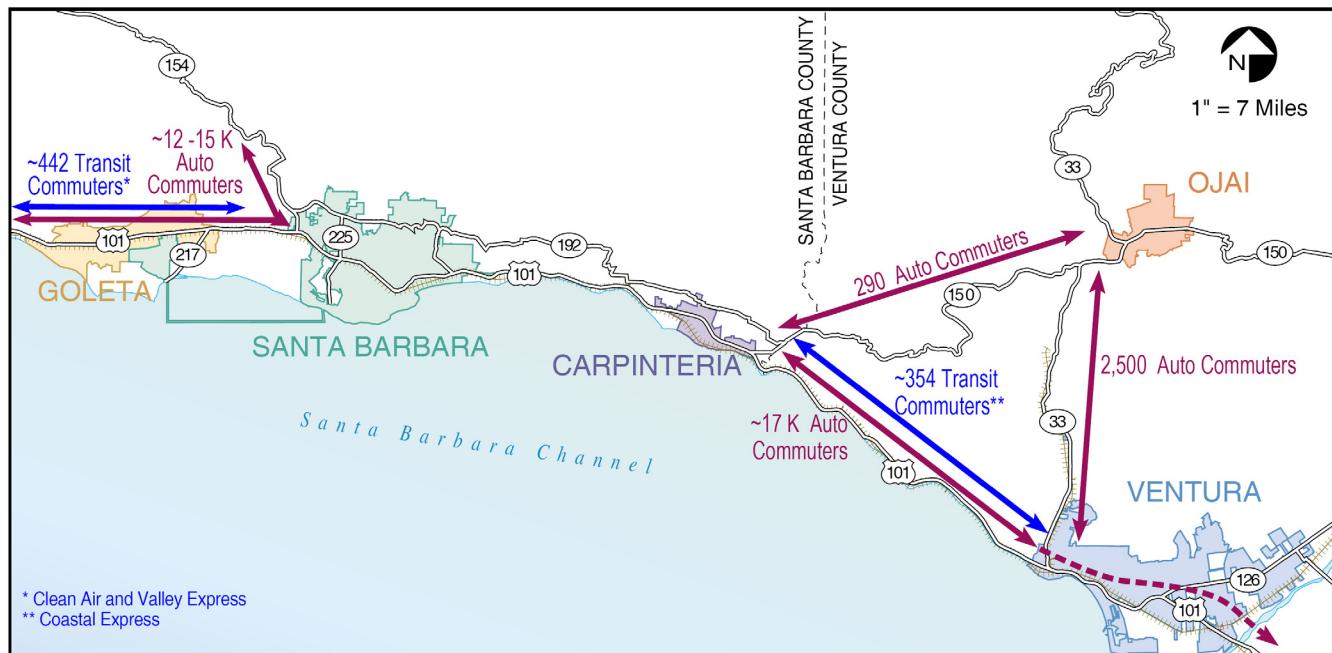 SANTA BARBARA COUNTY
VENTURA COUNTY
N
1" = 7 Miles
154
~12 -15 K
Auto
Commuters
~442 Transit
Commuters*
33
OJAI
225
101
217
192
GOLETA
101
290 Auto Commuters
150
150
SANTA BARBARA
CARPINTERIA
2,500 Auto Commuters
~354 Transit
Commuters**
~17 K Auto
Commuters
33
Santa Barbara Channel
101
VENTURA
126
101
* Clean Air and Valley Express
** Coastal Express